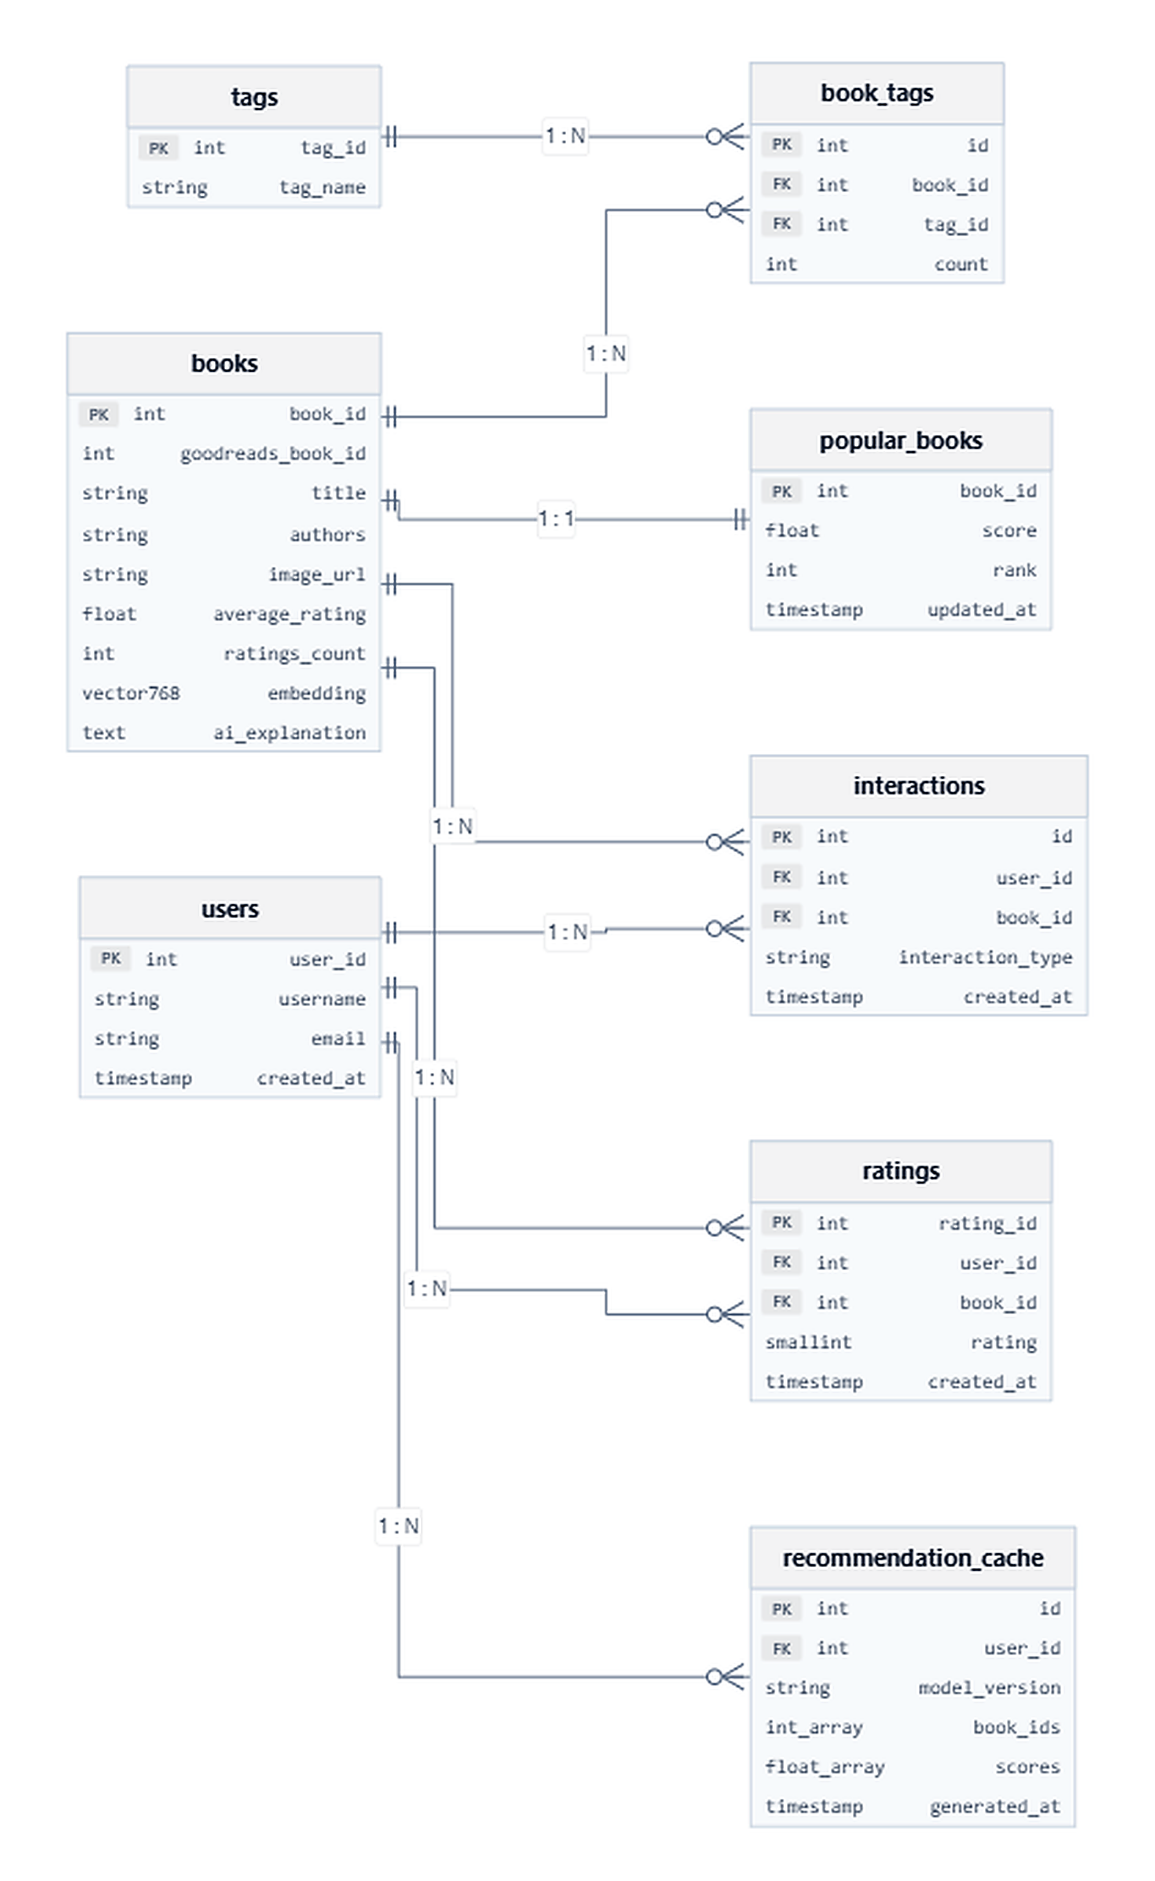 tags
PK int tag_id
string tag_name
1:N
book_tags
PK int id
FK int book_id
FK int tag_id
int count
1:N
books
PK int book_id
int goodreads_book_id
string title
string authors
string image_url
float average_rating
int ratings_count
vector768 embedding
text ai_explanation
1:1
popular_books
PK int book_id
float score
int rank
timestamp updated_at
1:N
interactions
PK int id
FK int user_id
FK int book_id
string interaction_type
timestamp created_at
users
PK int user_id
string username
string email
timestamp created_at
1:N
1:N
ratings
PK int rating_id
FK int user_id
FK int book_id
smallint rating
timestamp created_at
1:N
1:N
recommendation_cache
PK int id
FK int user_id
string model_version
int_array book_ids
float_array scores
timestamp generated_at